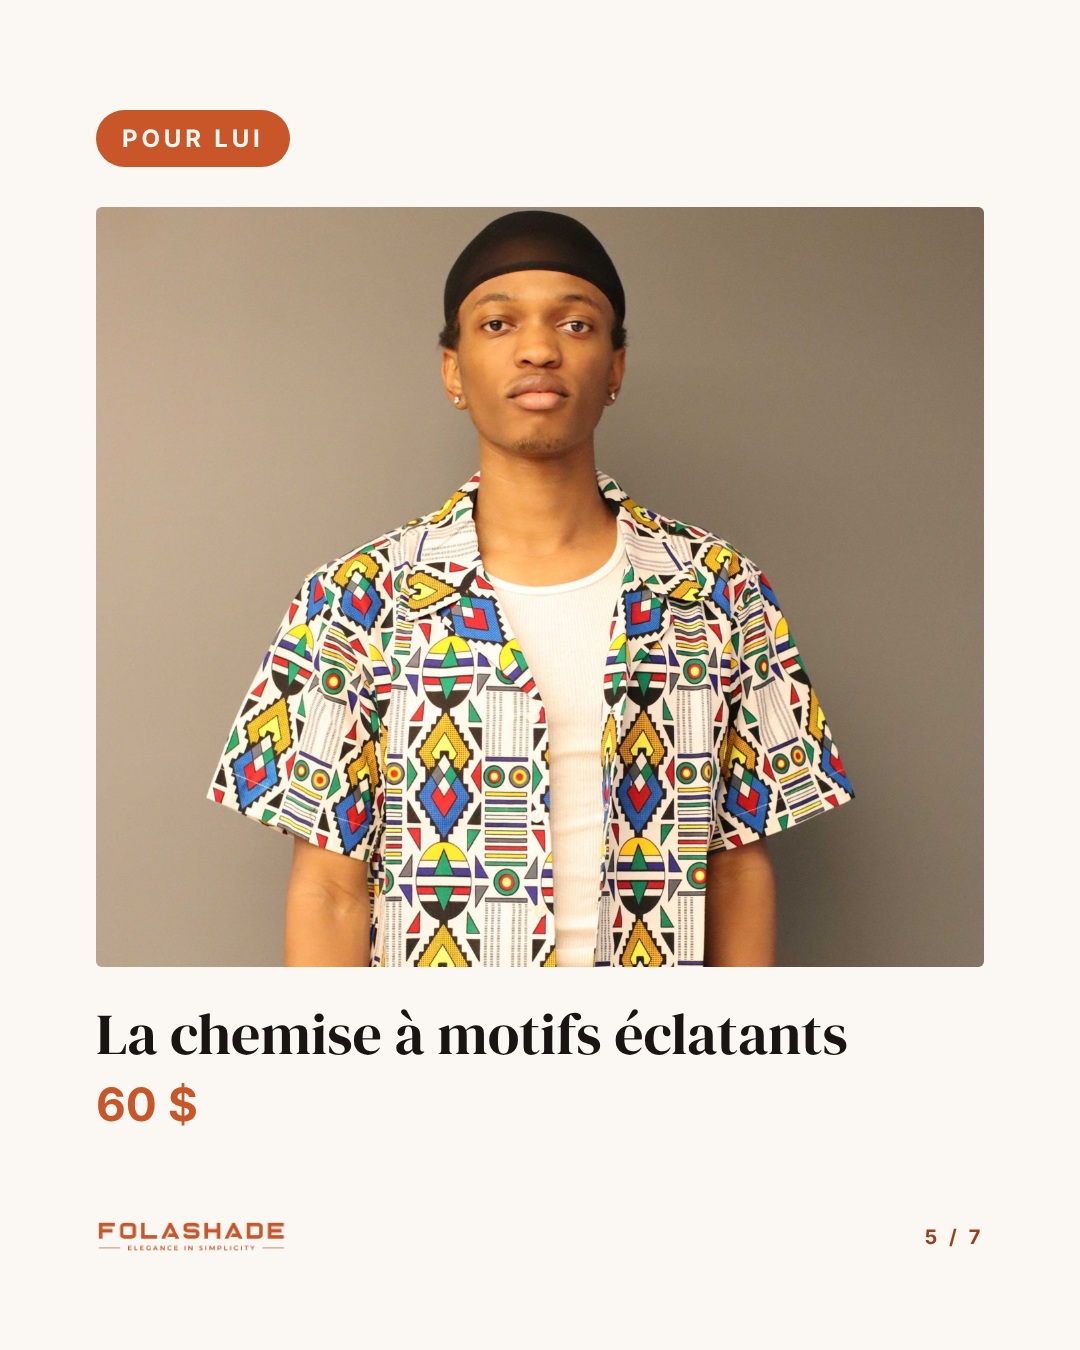 POUR LUI
La chemise à motifs éclatants
60 $
FOLASHADE
ELEGANCE IN SIMPLICITY
5 / 7